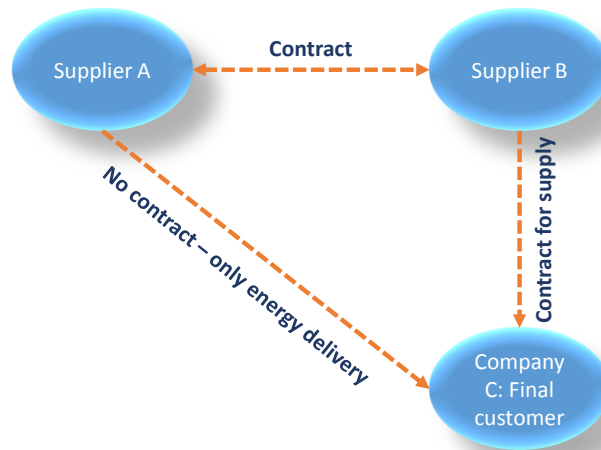 Supplier A
Contract
Supplier B
No contract – only energy delivery
Contract for supply
Company
C: Final
customer